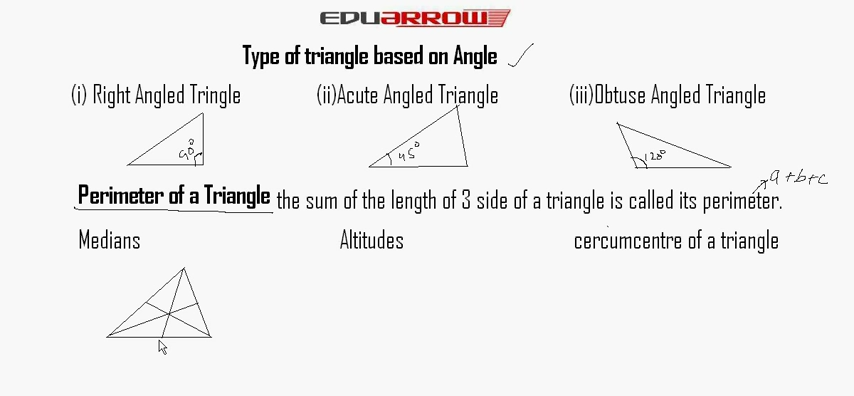 EDUARROW
Type of triangle based on Angle
(i) Right Angled Tringle (ii)Acute Angled Triangle (iii)Obtuse Angled Triangle
90° 45° 120°
a+b+c
Perimeter of a Triangle the sum of the length of 3 side of a triangle is called its perimeter.
Medians Altitudes cercumcentre of a triangle